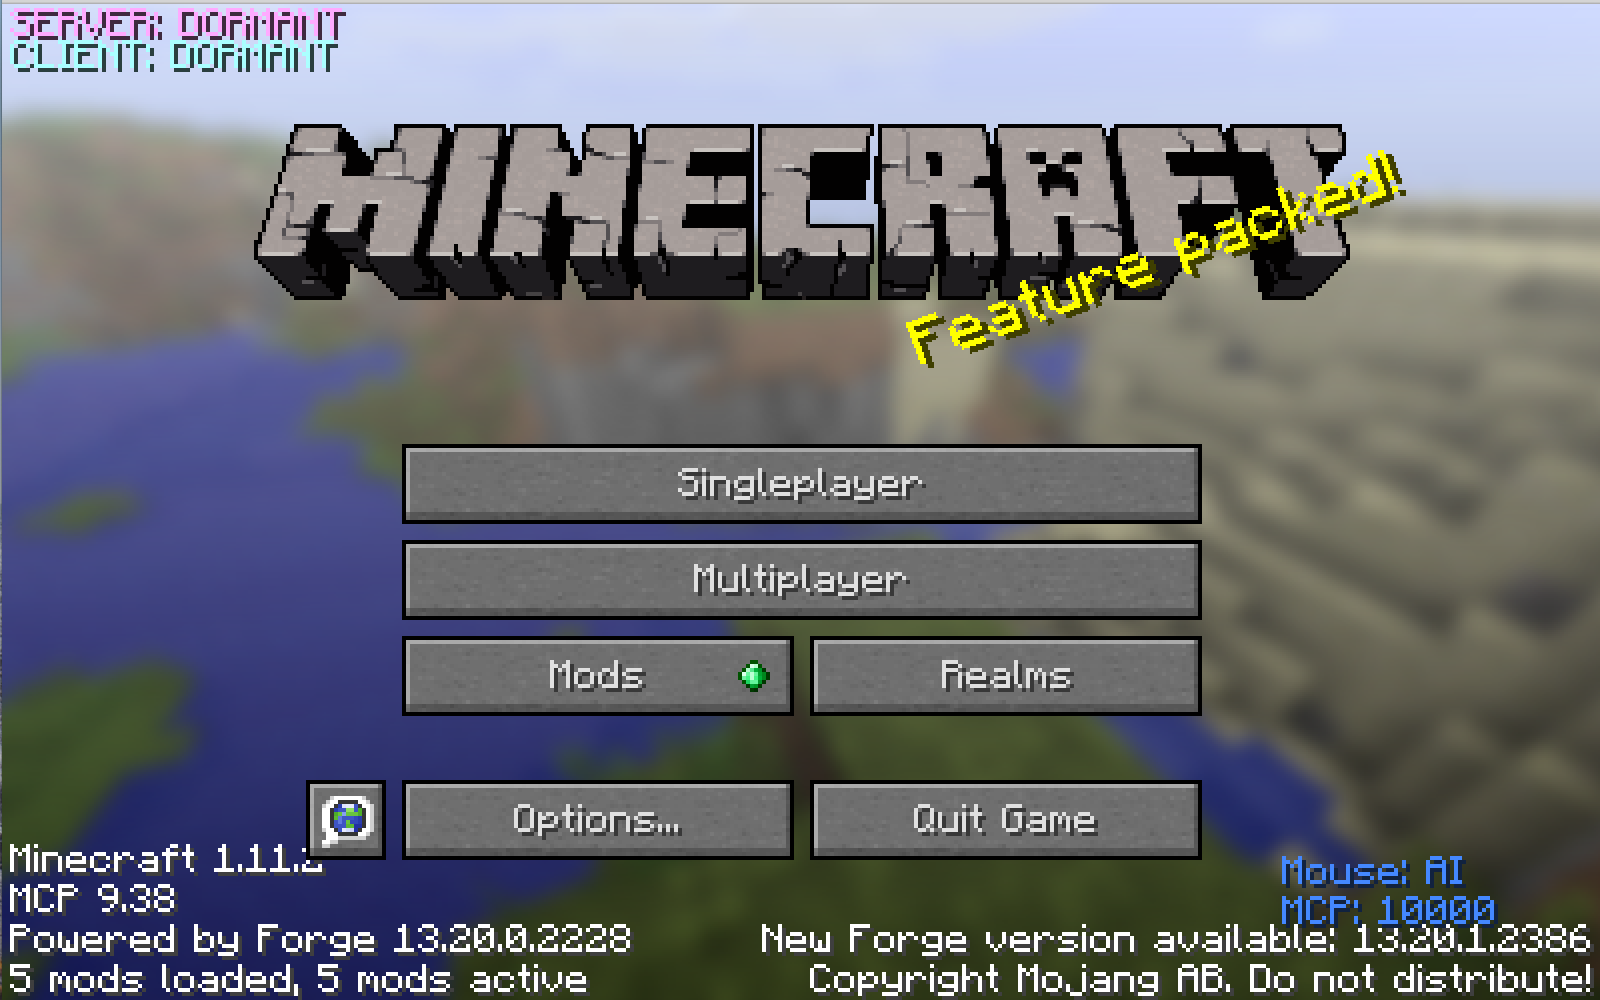 SERVER: DORMANT
CLIENT: DORMANT
MINECRAFT
Feature packed!
Singleplayer
Multiplayer
Mods
Realms
Options...
Quit Game
Minecraft 1.11.2
MCP 9.38
Powered by Forge 13.20.0.2228
5 mods loaded, 5 mods active
Mouse: AI
MCP: 10000
New Forge version available: 13.20.1.2386
Copyright Mojang AB. Do not distribute!